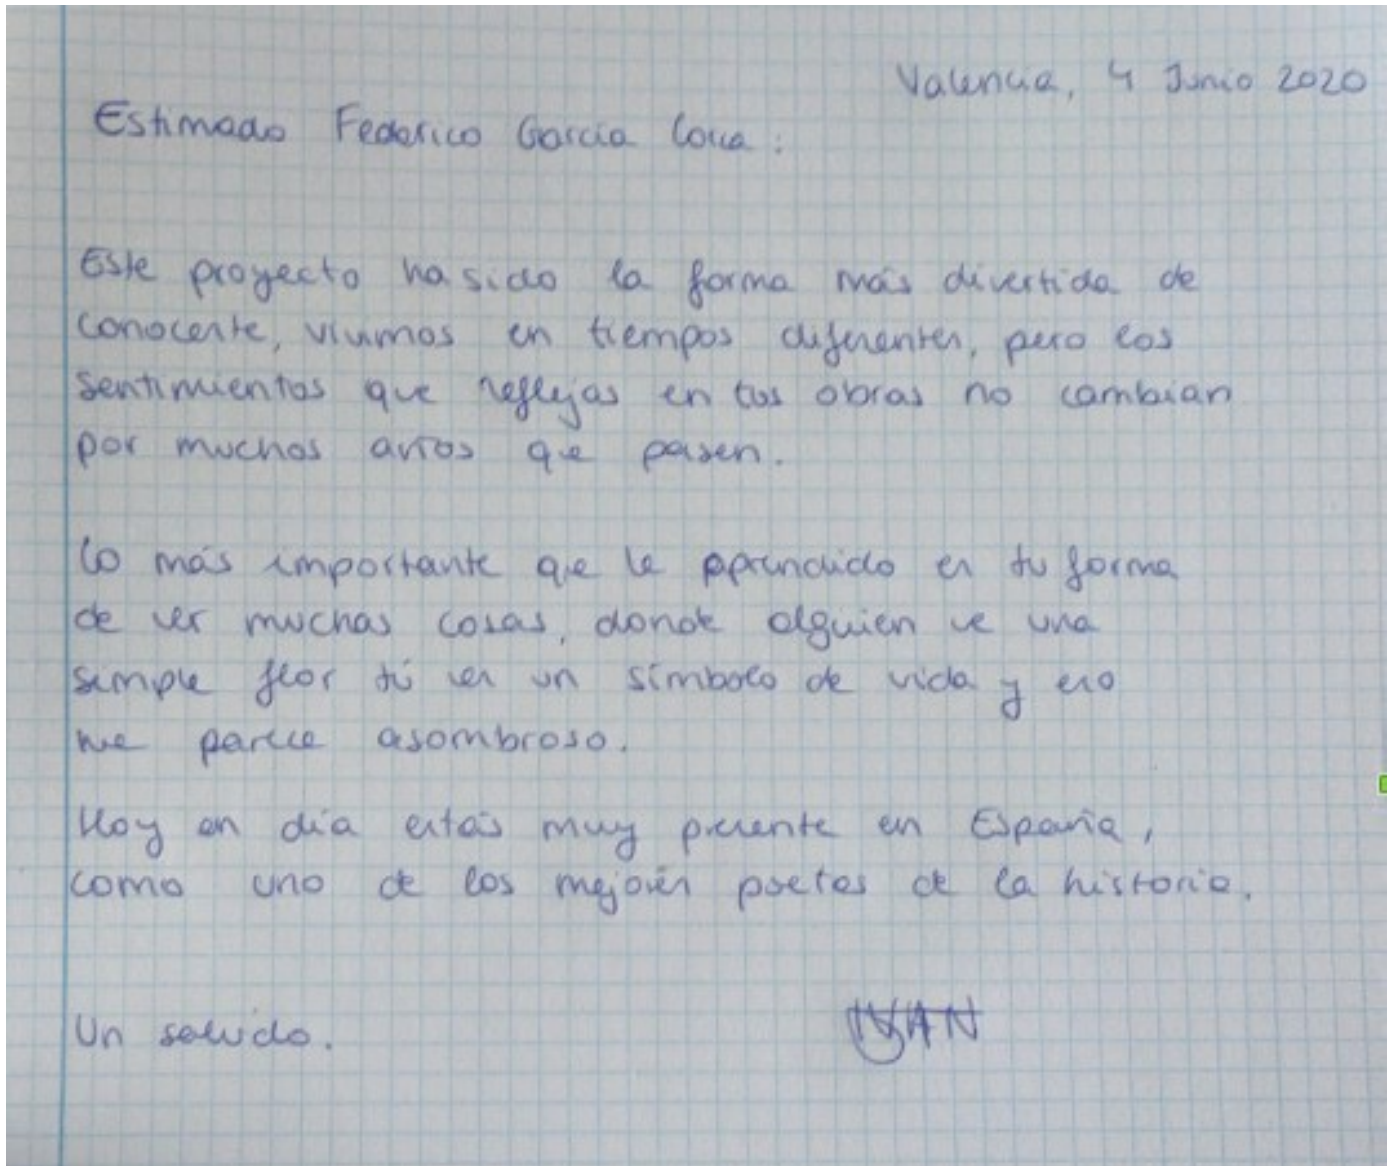 Valencia, 4 Junio 2020
Estimado Federico García Lorca:
Este proyecto ha sido la forma más divertida de
conocerte, vivimos en tiempos diferentes, pero los
sentimientos que reflejas en tus obras no cambian
por muchos años que pasen.
Lo más importante que he aprendido es tu forma
de ver muchas cosas, donde alguien ve una
simple flor tú ves un símbolo de vida y eso
me parece asombroso.
Hoy en día estás muy presente en España,
como uno de los mejores poetas de la historia.
Un saludo.
IVAN